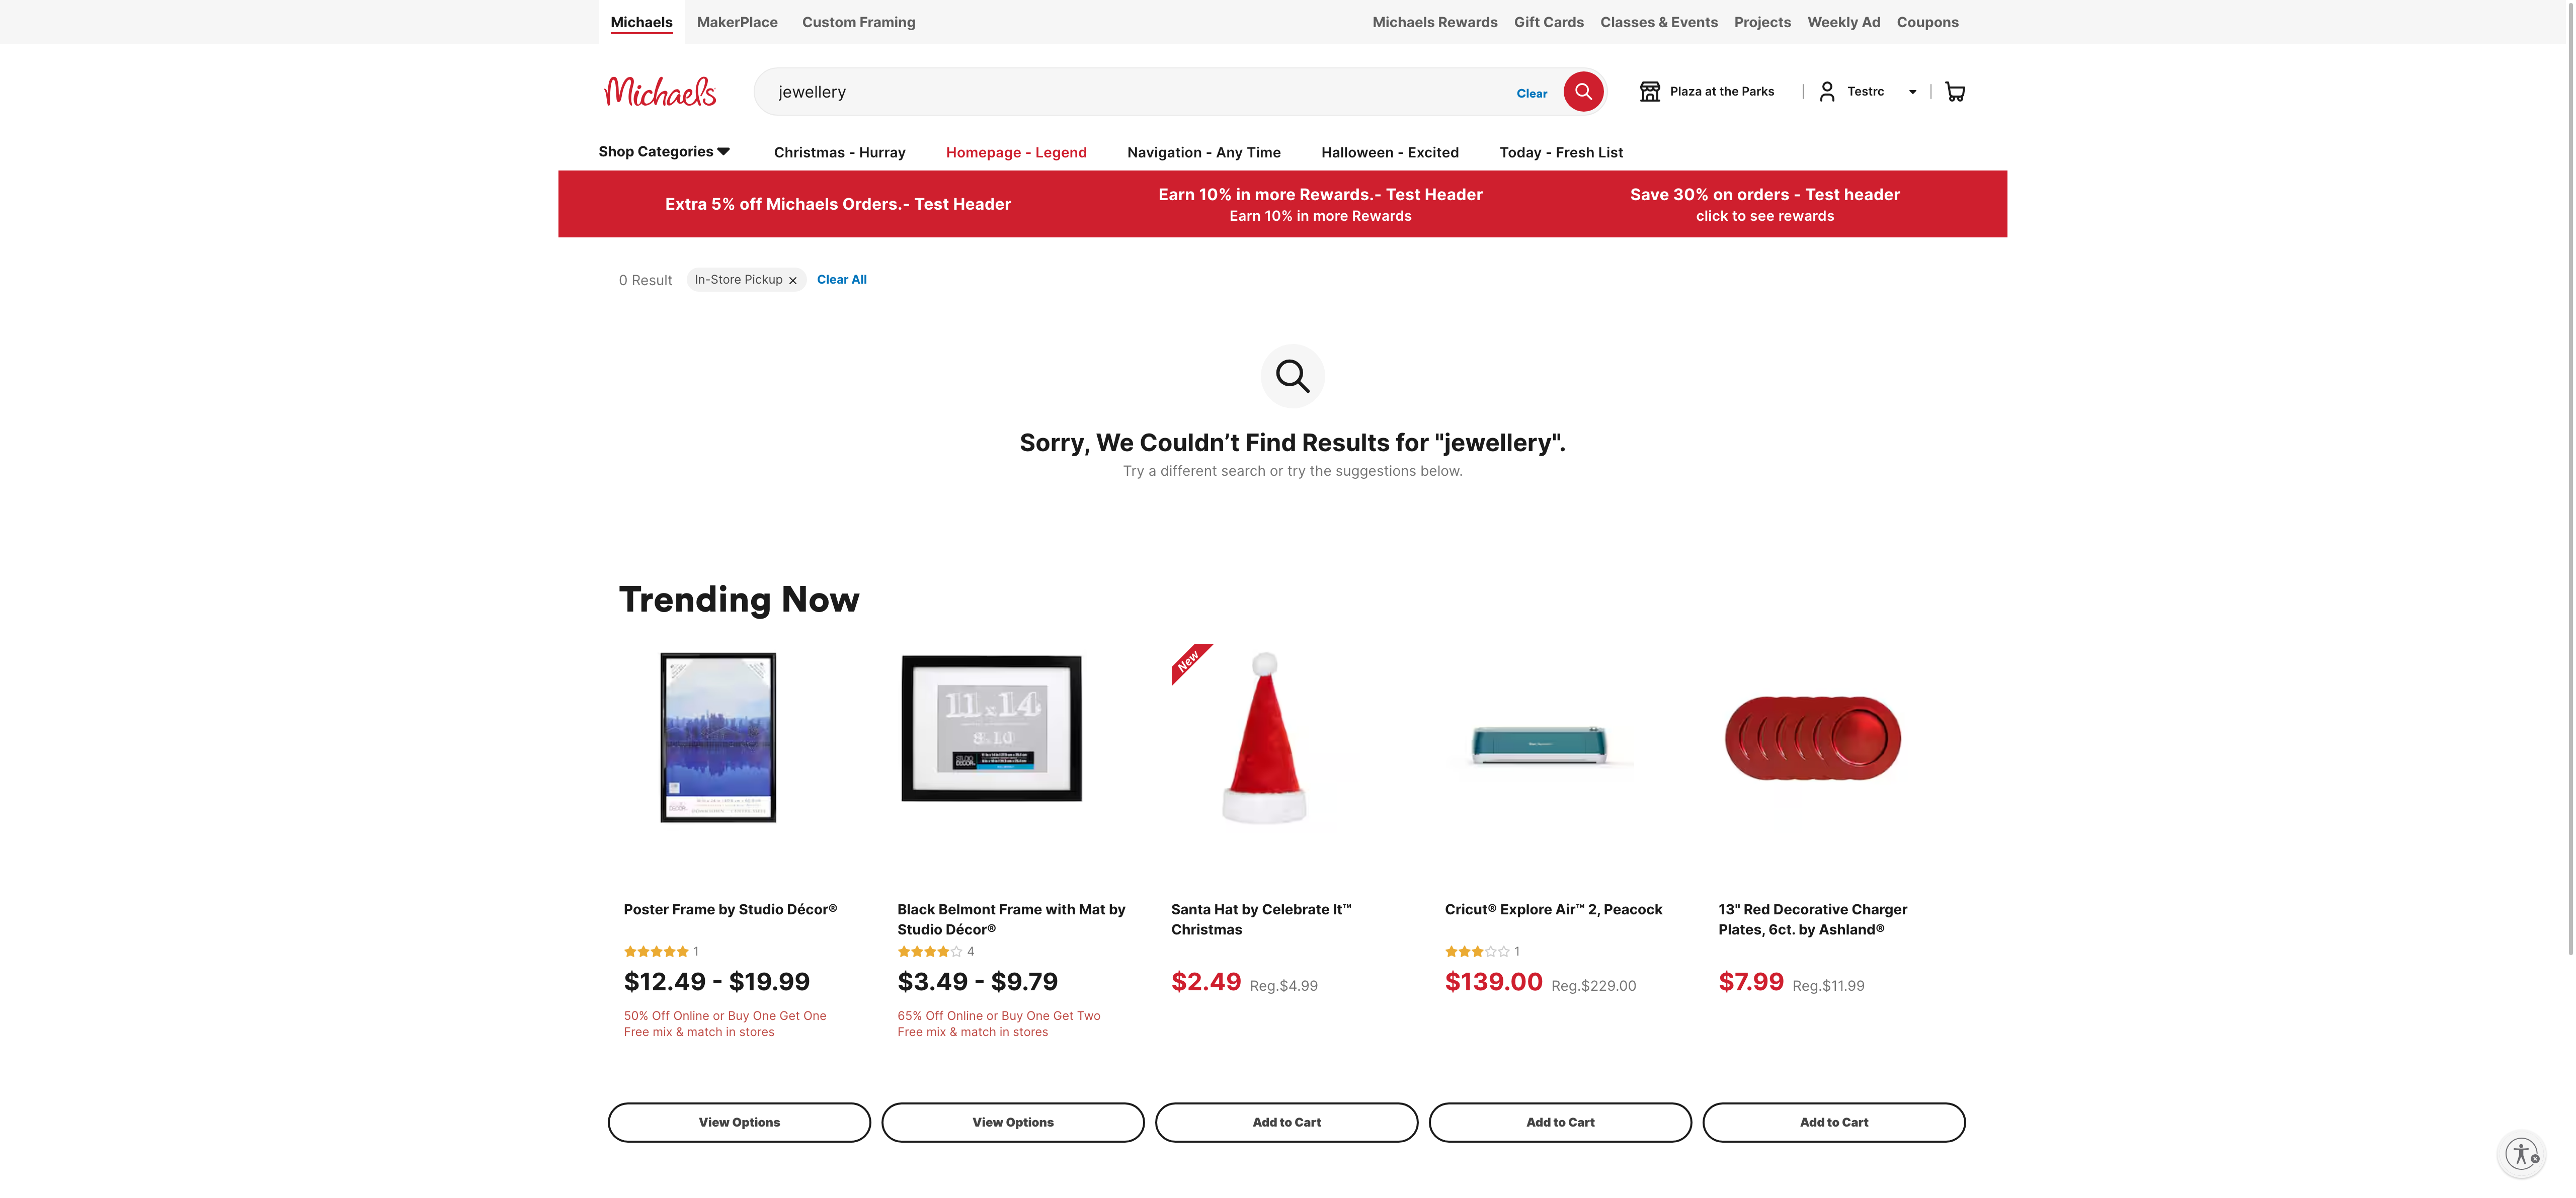 Michaels MakerPlace Custom Framing Michaels Rewards Gift Cards Classes & Events Projects Weekly Ad Coupons
Michaels jewellery Clear Plaza at the Parks Testrc
Shop Categories Christmas - Hurray Homepage - Legend Navigation - Any Time Halloween - Excited Today - Fresh List
Extra 5% off Michaels Orders.- Test Header
Earn 10% in more Rewards.- Test Header
Earn 10% in more Rewards
Save 30% on orders - Test header
click to see rewards
0 Result In-Store Pickup Clear All
Sorry, We Couldn’t Find Results for "jewellery".
Try a different search or try the suggestions below.
Trending Now
11x14
8x10
New
Poster Frame by Studio Décor®
1
$12.49 - $19.99
50% Off Online or Buy One Get One
Free mix & match in stores
View Options
Black Belmont Frame with Mat by
Studio Décor®
4
$3.49 - $9.79
65% Off Online or Buy One Get Two
Free mix & match in stores
View Options
Santa Hat by Celebrate It™
Christmas
$2.49 Reg.$4.99
Add to Cart
Cricut® Explore Air™ 2, Peacock
1
$139.00 Reg.$229.00
Add to Cart
13" Red Decorative Charger
Plates, 6ct. by Ashland®
$7.99 Reg.$11.99
Add to Cart